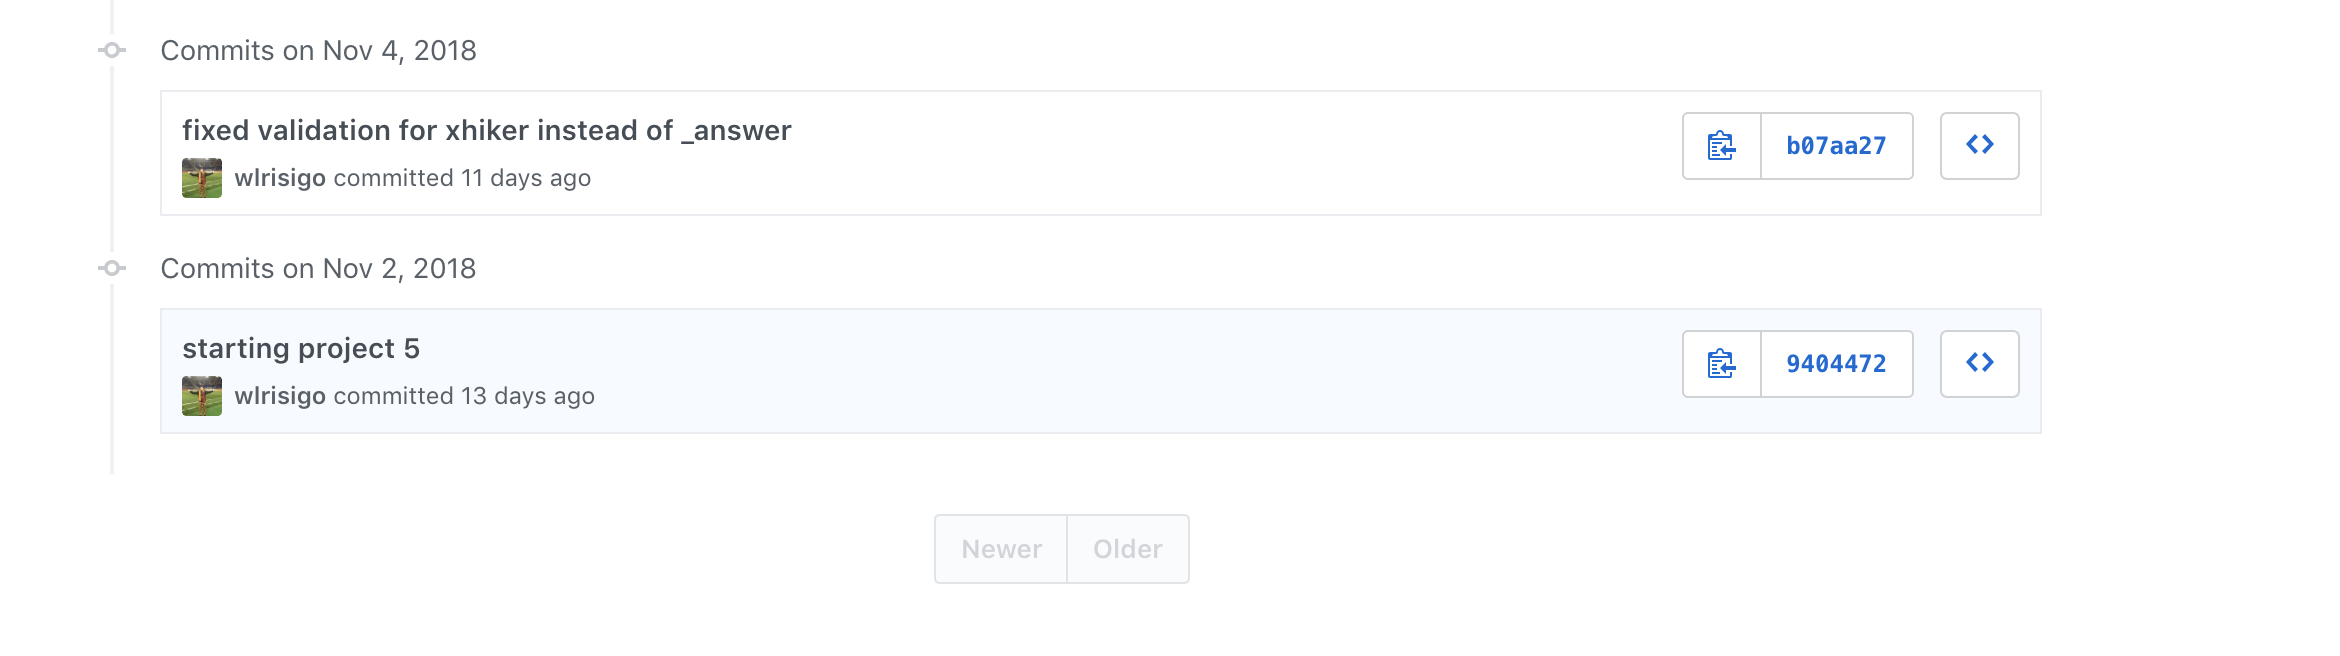 Commits on Nov 4, 2018
fixed validation for xhiker instead of _answer
wlrisigo committed 11 days ago
b07aa27
Commits on Nov 2, 2018
starting project 5
wlrisigo committed 13 days ago
9404472
Newer Older